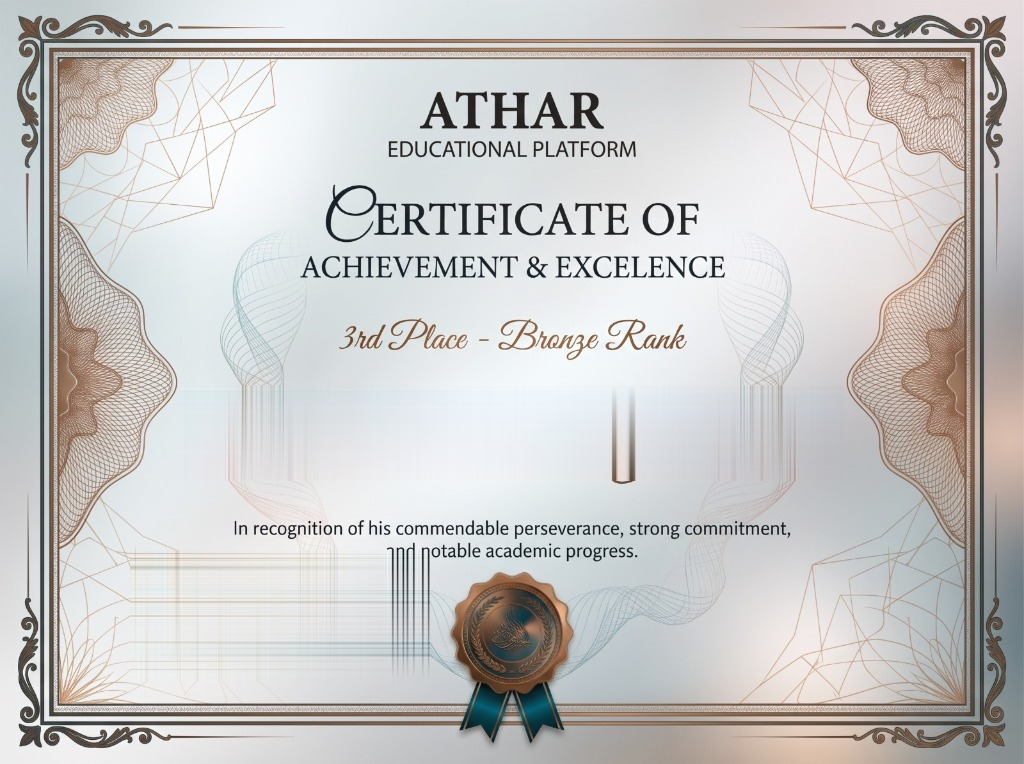 ATHAR
EDUCATIONAL PLATFORM
CERTIFICATE OF
ACHIEVEMENT & EXCELENCE
3rd Place - Bronze Rank
In recognition of his commendable perseverance, strong commitment,
and notable academic progress.